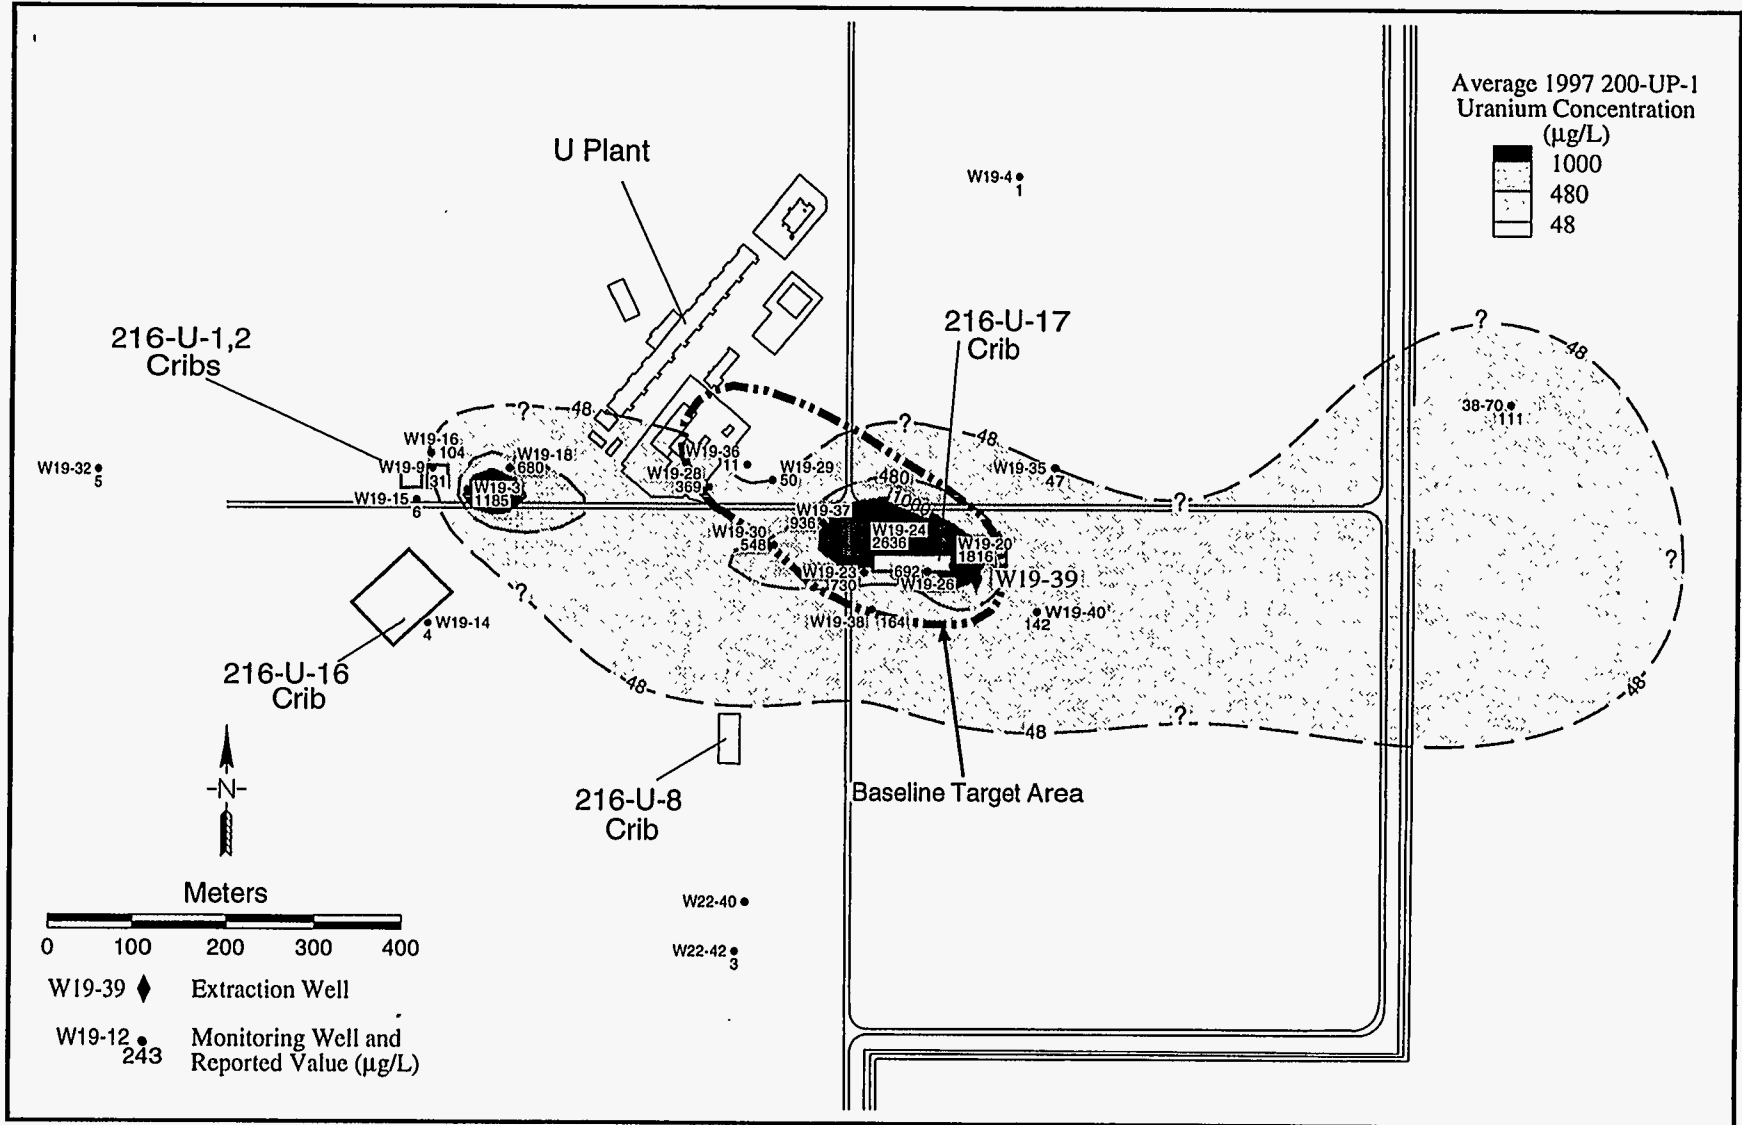 Average 1997 200-UP-1
Uranium Concentration
(µg/L)
1000
480
48
U Plant
W19-4
1
216-U-17
Crib
216-U-1,2
Cribs
?
48
38-70
111
?
48
?
48
W19-16
104
W19-9
31
W19-18
680
W19-3
1185
W19-15
6
W19-32
5
W19-36
11
W19-28
369
W19-29
50
W19-35
47
480
1000
?
W19-37
936
W19-30
548
W19-24
2636
W19-20
1816
W19-23
1730
692
W19-26
W19-39
W19-38
164
W19-40
142
?
?
W19-14
4
216-U-16
Crib
48
48
?
48
216-U-8
Crib
Baseline Target Area
-N-
W22-40
W22-42
3
Meters
0 100 200 300 400
W19-39 Extraction Well
W19-12 Monitoring Well and
243 Reported Value (µg/L)